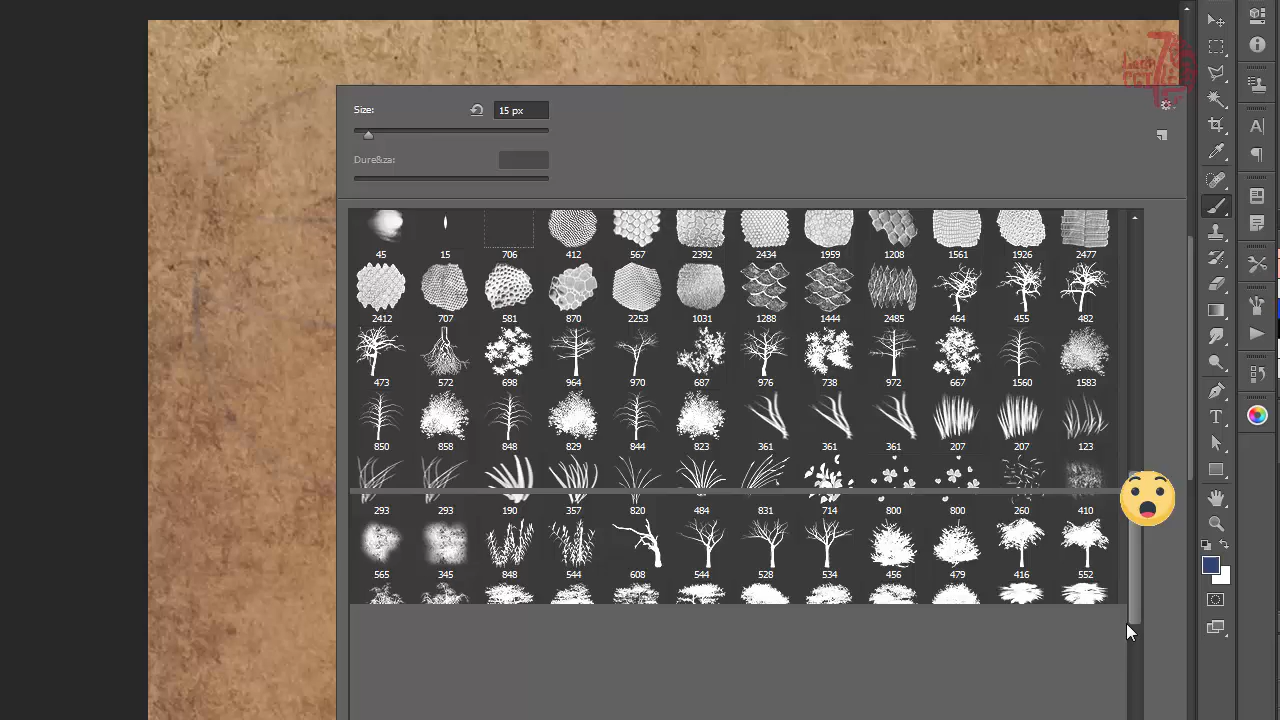 Size:
15 px
Dure&za:
45 15 706 412 567 2392 2434 1959 1208 1561 1926 2477
2412 707 581 870 2253 1031 1288 1444 2485 464 455 482
473 572 698 964 970 687 976 738 972 667 1560 1583
850 858 848 829 844 823 361 361 361 207 207 123
293 293 190 357 820 484 831 714 800 800 260 410
565 345 848 544 608 544 528 534 456 479 416 552